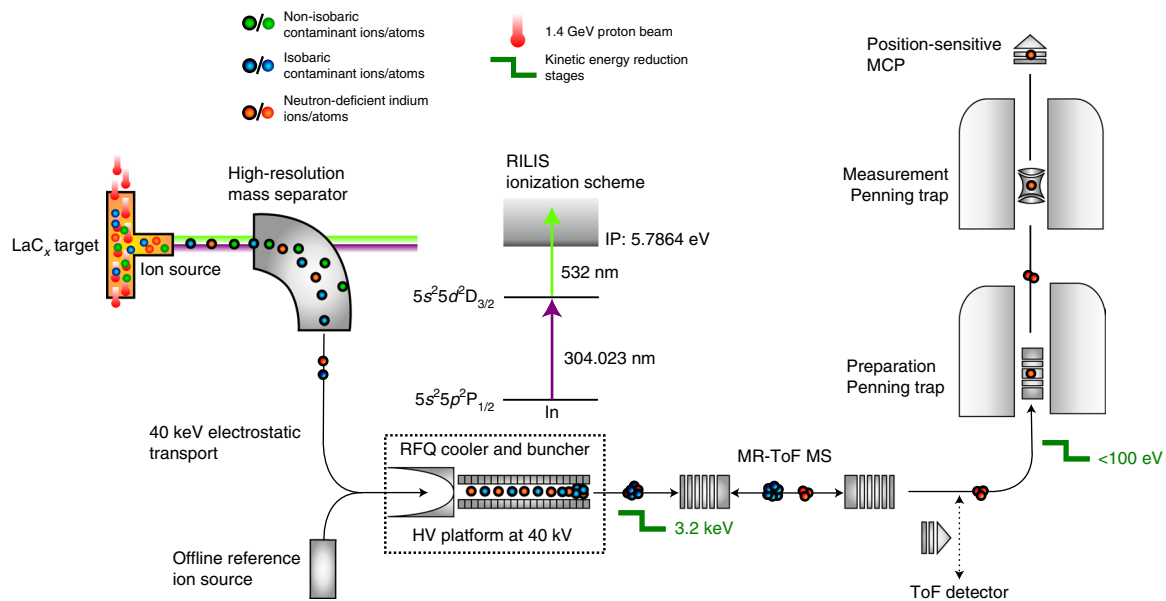 Non-isobaric
contaminant ions/atoms
Isobaric
contaminant ions/atoms
Neutron-deficient indium
ions/atoms
1.4 GeV proton beam
Kinetic energy reduction
stages
Position-sensitive
MCP
High-resolution
mass separator
RILIS
ionization scheme
Measurement
Penning trap
LaCₓ target
Ion source
IP: 5.7864 eV
532 nm
5s²5d²D₃/₂
304.023 nm
5s²5p²P₁/₂
In
Preparation
Penning trap
40 keV electrostatic
transport
RFQ cooler and buncher
HV platform at 40 kV
3.2 keV
MR-ToF MS
<100 eV
Offline reference
ion source
ToF detector